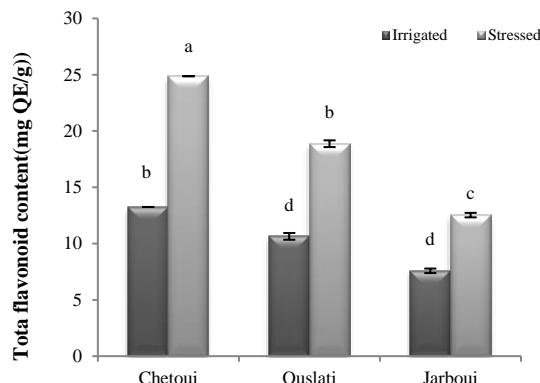 Irrigated Stressed
Tota flavonoid content(mg QE/g))
30
25
20
15
10
5
0
a
b
b
d
c
d
Chetoui Ouslati Jarboui